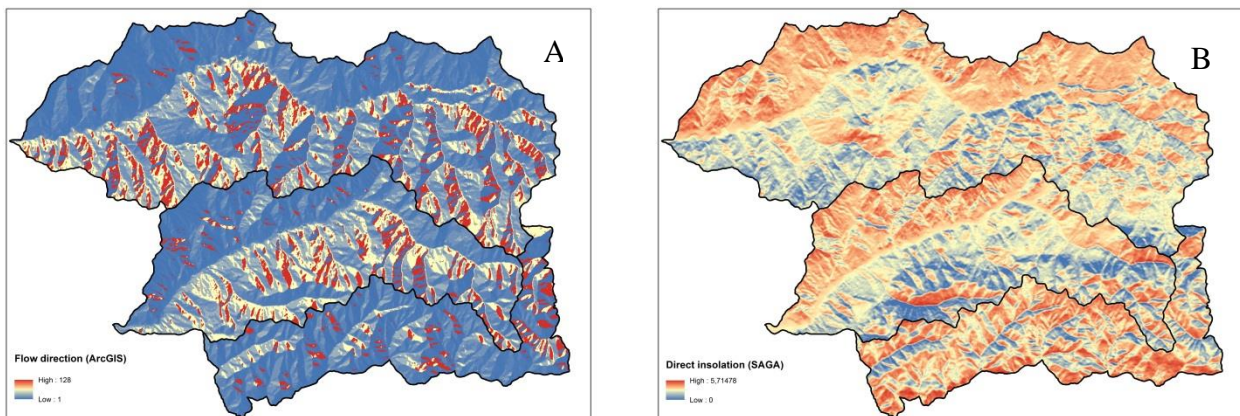 A
Flow direction (ArcGIS)
High : 128
Low : 1
B
Direct insolation (SAGA)
High : 5,71478
Low : 0